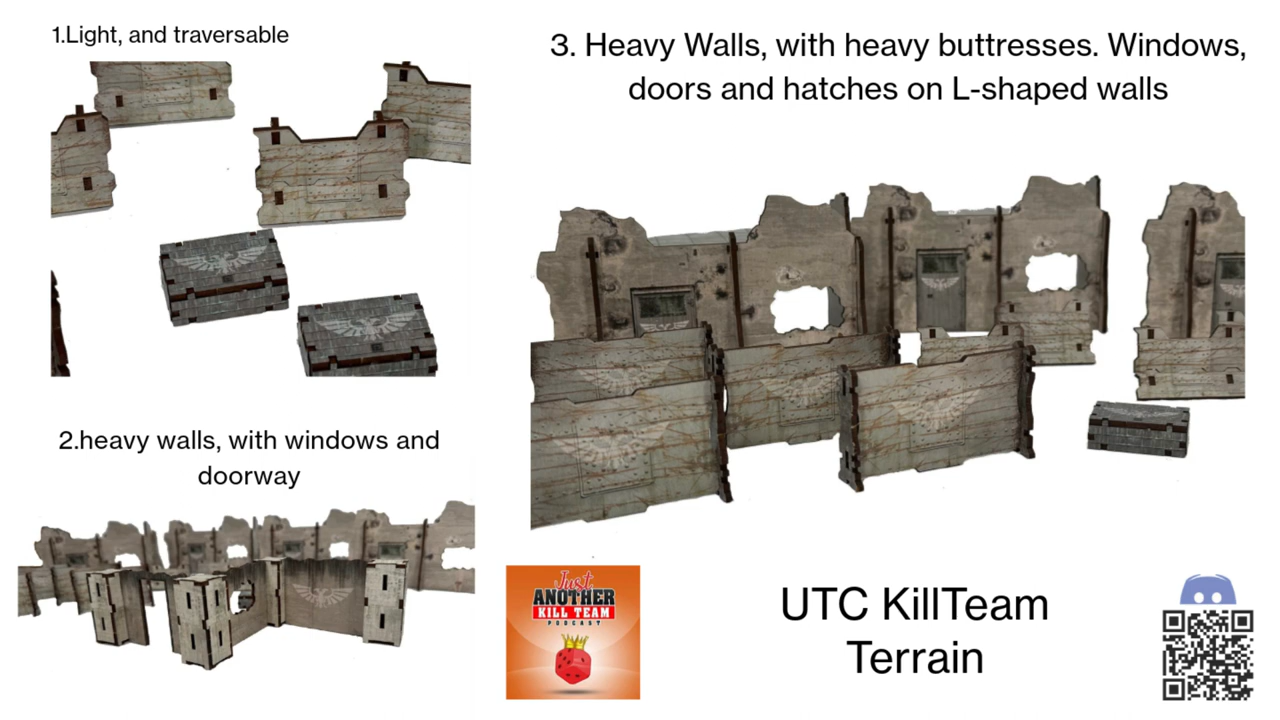 1.Light, and traversable
3. Heavy Walls, with heavy buttresses. Windows,
doors and hatches on L-shaped walls
2.heavy walls, with windows and
doorway
Just
ANOTHER
KILL TEAM
PODCAST
UTC KillTeam
Terrain